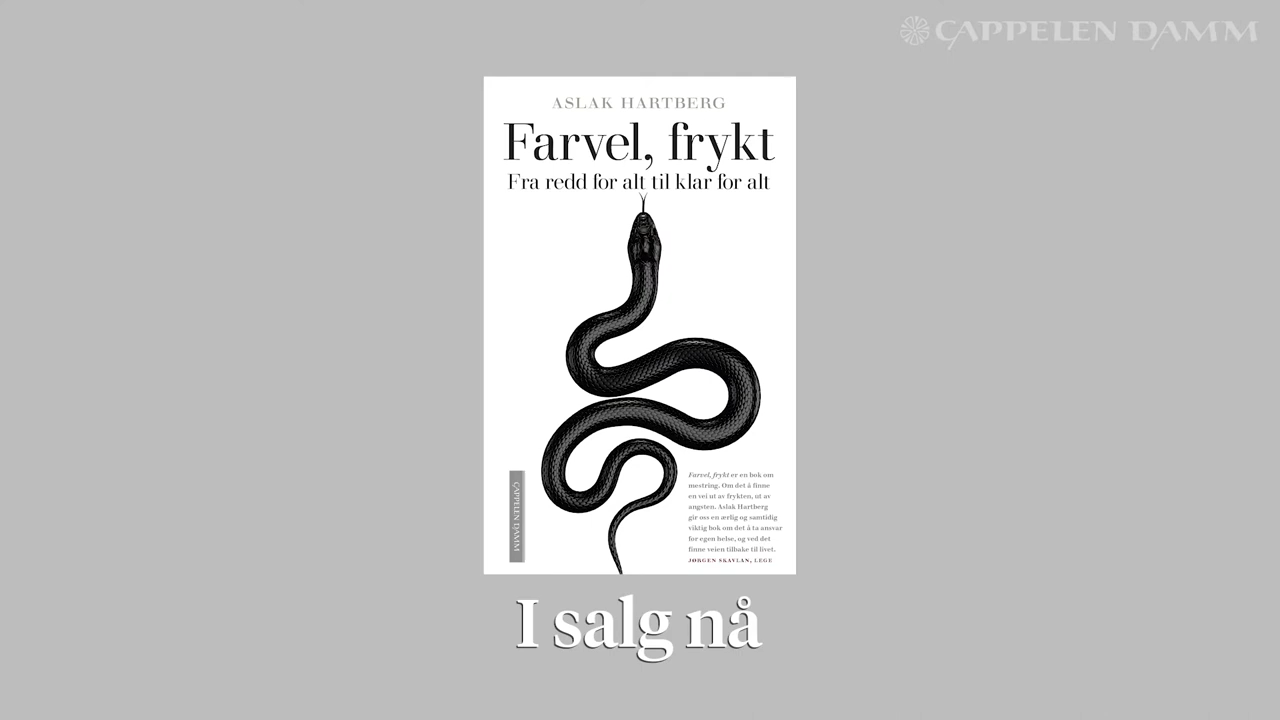 CAPPELEN DAMM
ASLAK HARTBERG
Farvel, frykt
Fra redd for alt til klar for alt
Farvel, frykt er en bok om
mestring. Om det å finne
en vei ut av frykten, ut av
angsten. Aslak Hartberg
gir oss en ærlig og samtidig
viktig bok om det å ta ansvar
for egen helse, og ved det
finne veien tilbake til livet.
JØRGEN SKAVLAN, LEGE
CAPPELEN DAMM
I salg nå